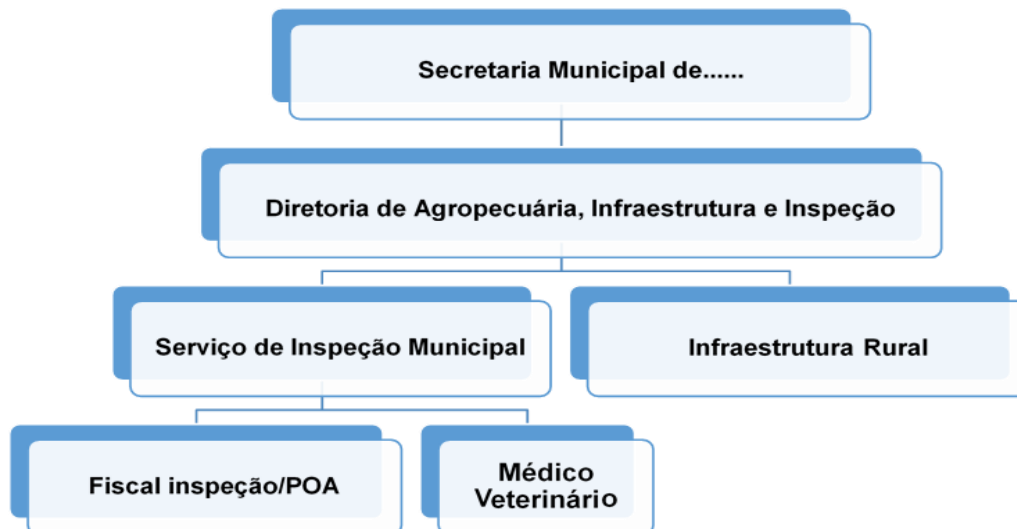 Secretaria Municipal de......
Diretoria de Agropecuária, Infraestrutura e Inspeção
Serviço de Inspeção Municipal
Infraestrutura Rural
Fiscal inspeção/POA
Médico
Veterinário